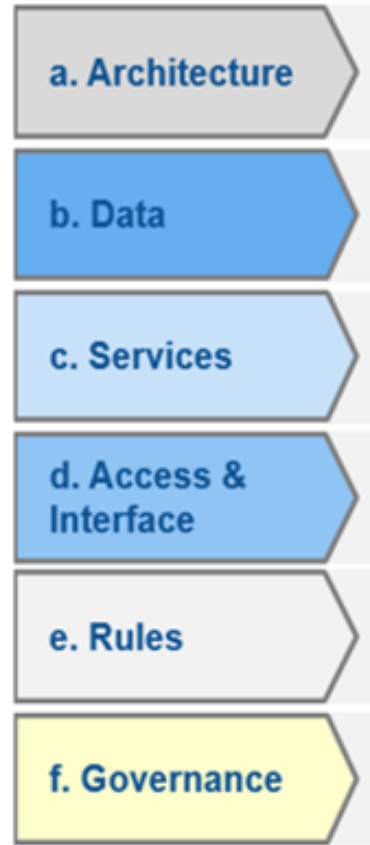 a. Architecture
b. Data
c. Services
d. Access &
Interface
e. Rules
f. Governance